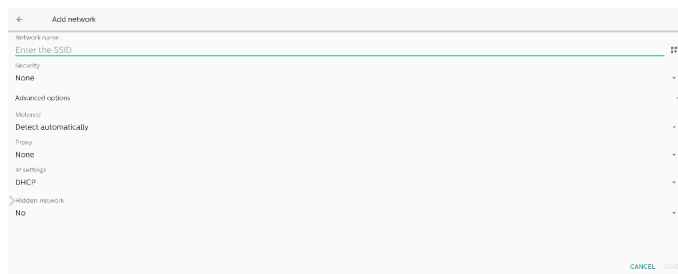 Add network
Network name
Enter the SSID
Security
None
Advanced options
Metered
Detect automatically
Proxy
None
IP settings
DHCP
Hidden network
No
CANCEL SAVE